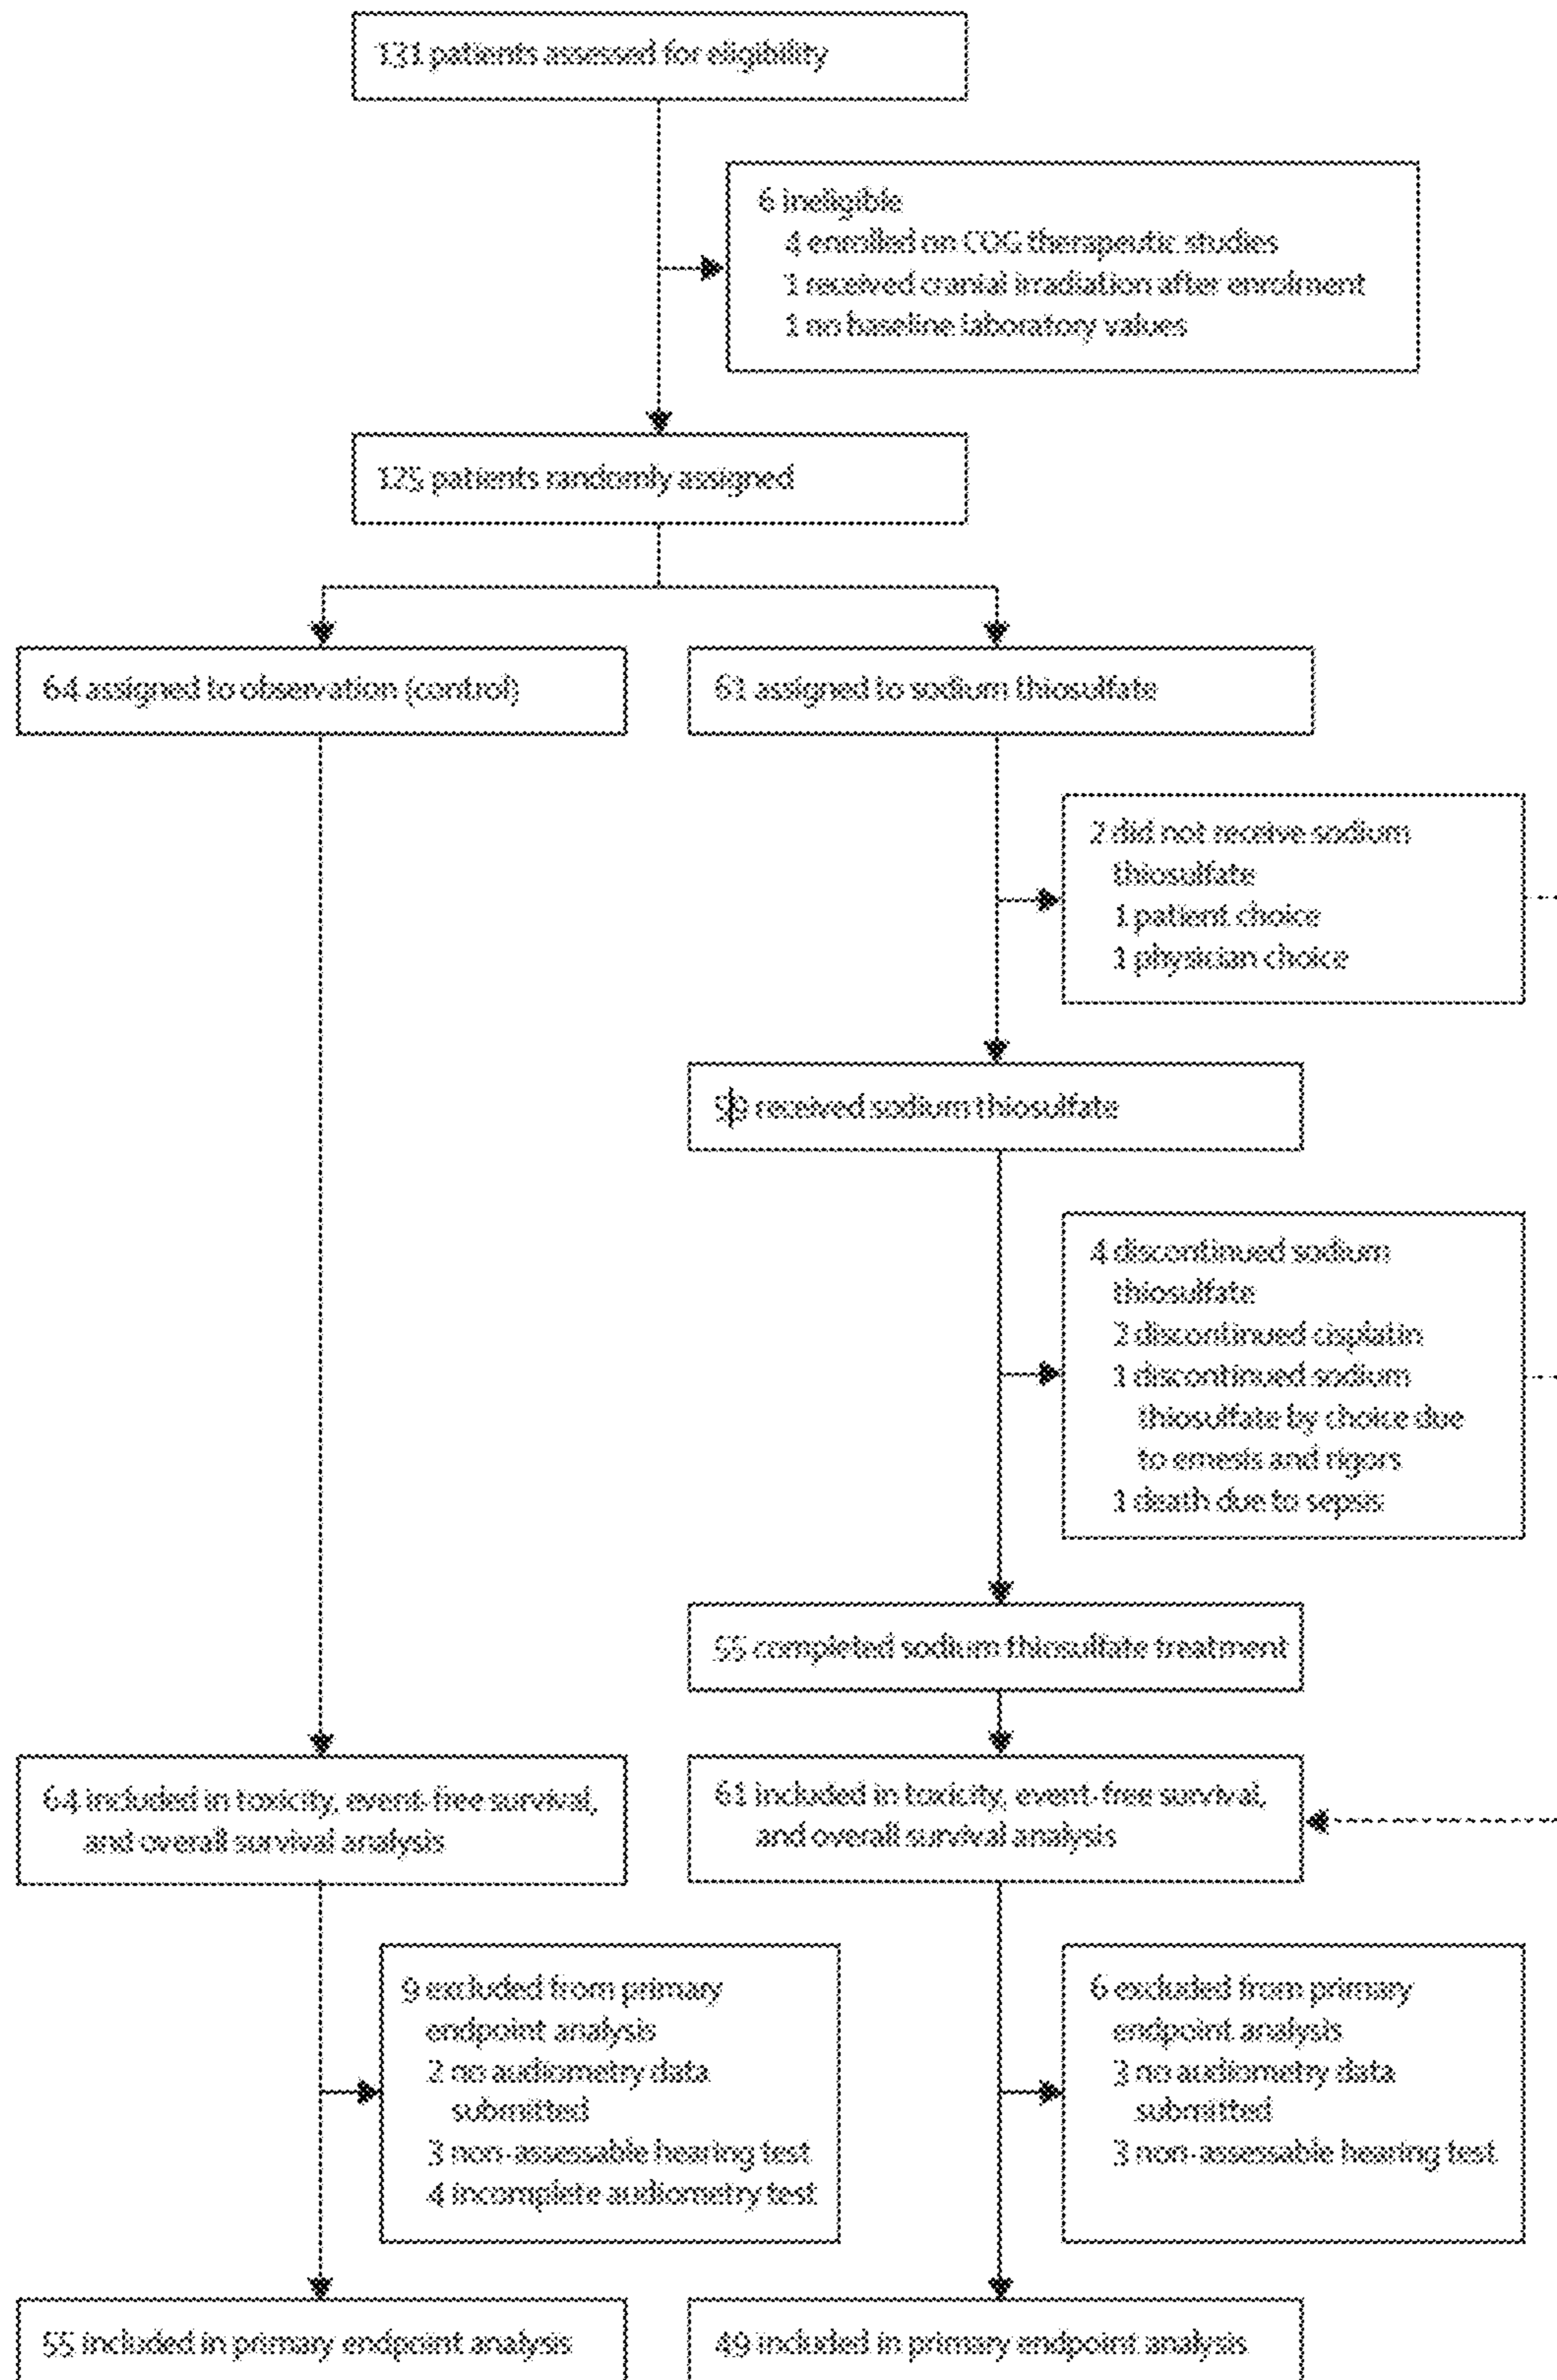 131 patients assessed for eligibility
6 ineligible
4 enrolled on COG therapeutic studies
1 received cranial irradiation after enrolment
1 no baseline laboratory values
125 patients randomly assigned
64 assigned to observation (control)
61 assigned to sodium thiosulfate
2 did not receive sodium
thiosulfate
1 patient choice
1 physician choice
59 received sodium thiosulfate
4 discontinued sodium
thiosulfate
2 discontinued cisplatin
1 discontinued sodium
thiosulfate by choice due
to emesis and rigors
1 death due to sepsis
55 completed sodium thiosulfate treatment
64 included in toxicity, event-free survival,
and overall survival analysis
61 included in toxicity, event-free survival,
and overall survival analysis
9 excluded from primary
endpoint analysis
2 no audiometry data
submitted
3 non-assessable hearing test
4 incomplete audiometry test
6 excluded from primary
endpoint analysis
3 no audiometry data
submitted
3 non-assessable hearing test
55 included in primary endpoint analysis
49 included in primary endpoint analysis